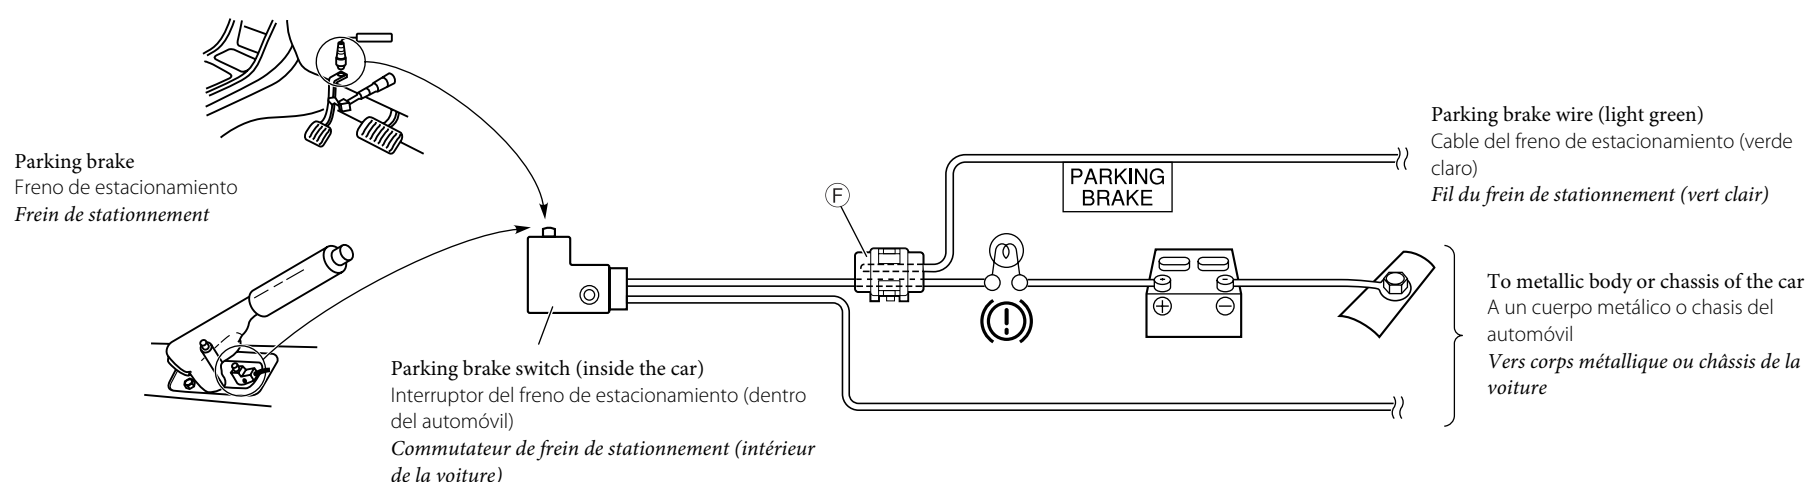 Parking brake
Freno de estacionamiento
Frein de stationnement
Parking brake switch (inside the car)
Interruptor del freno de estacionamiento (dentro
del automóvil)
Commutateur de frein de stationnement (intérieur
de la voiture)
F
PARKING
BRAKE
Parking brake wire (light green)
Cable del freno de estacionamiento (verde
claro)
Fil du frein de stationnement (vert clair)
+ −
To metallic body or chassis of the car
A un cuerpo metálico o chasis del
automóvil
Vers corps métallique ou châssis de la
voiture